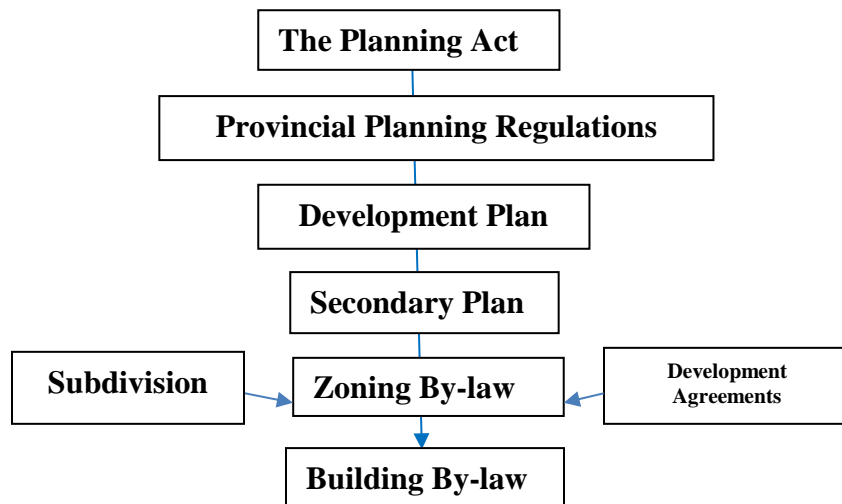 The Planning Act
Provincial Planning Regulations
Development Plan
Secondary Plan
Subdivision
Zoning By-law
Development
Agreements
Building By-law